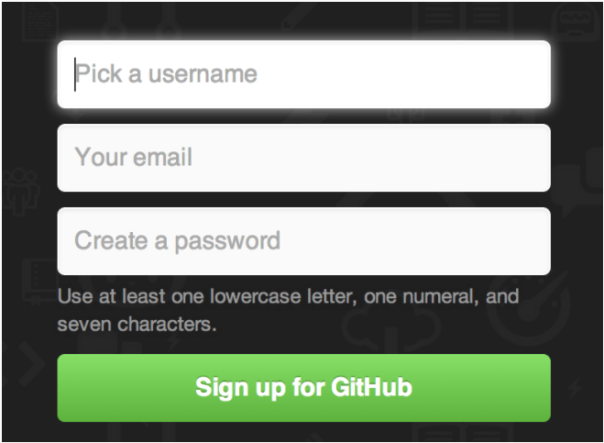 Pick a username
Your email
Create a password
Use at least one lowercase letter, one numeral, and
seven characters.
Sign up for GitHub